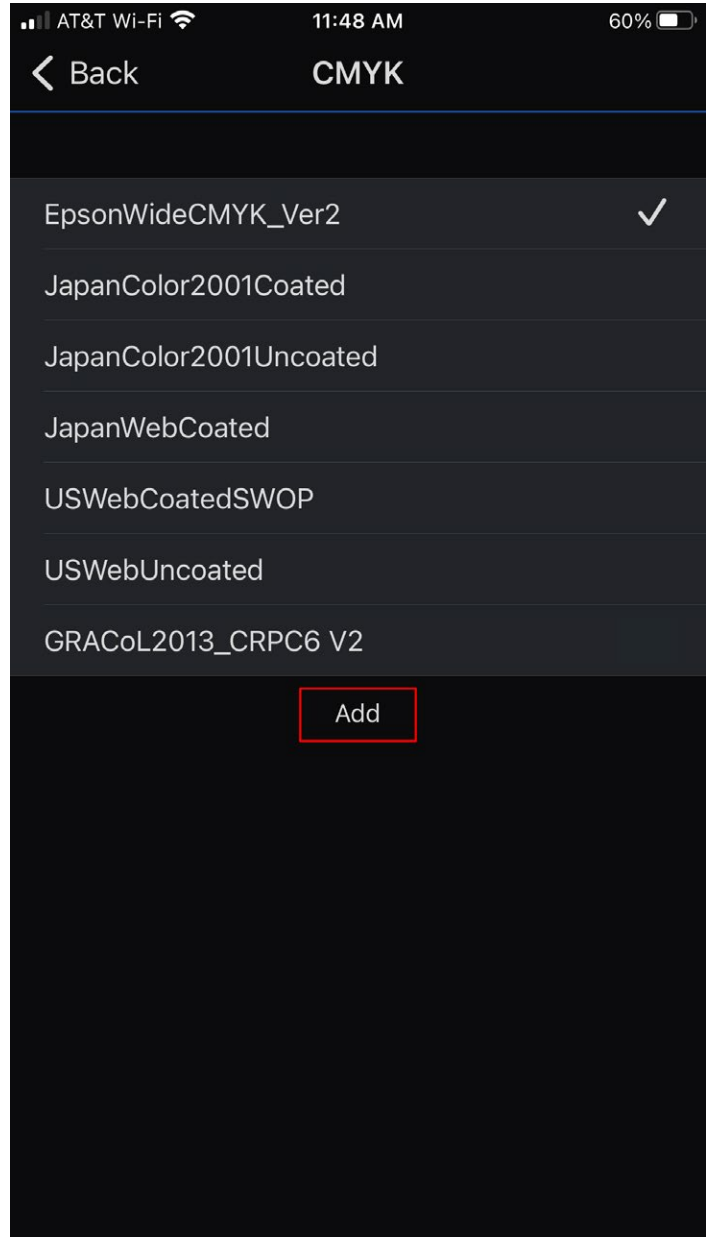 AT&T Wi-Fi 11:48 AM 60%
Back CMYK
EpsonWideCMYK_Ver2
JapanColor2001Coated
JapanColor2001Uncoated
JapanWebCoated
USWebCoatedSWOP
USWebUncoated
GRACoL2013_CRPC6 V2
Add